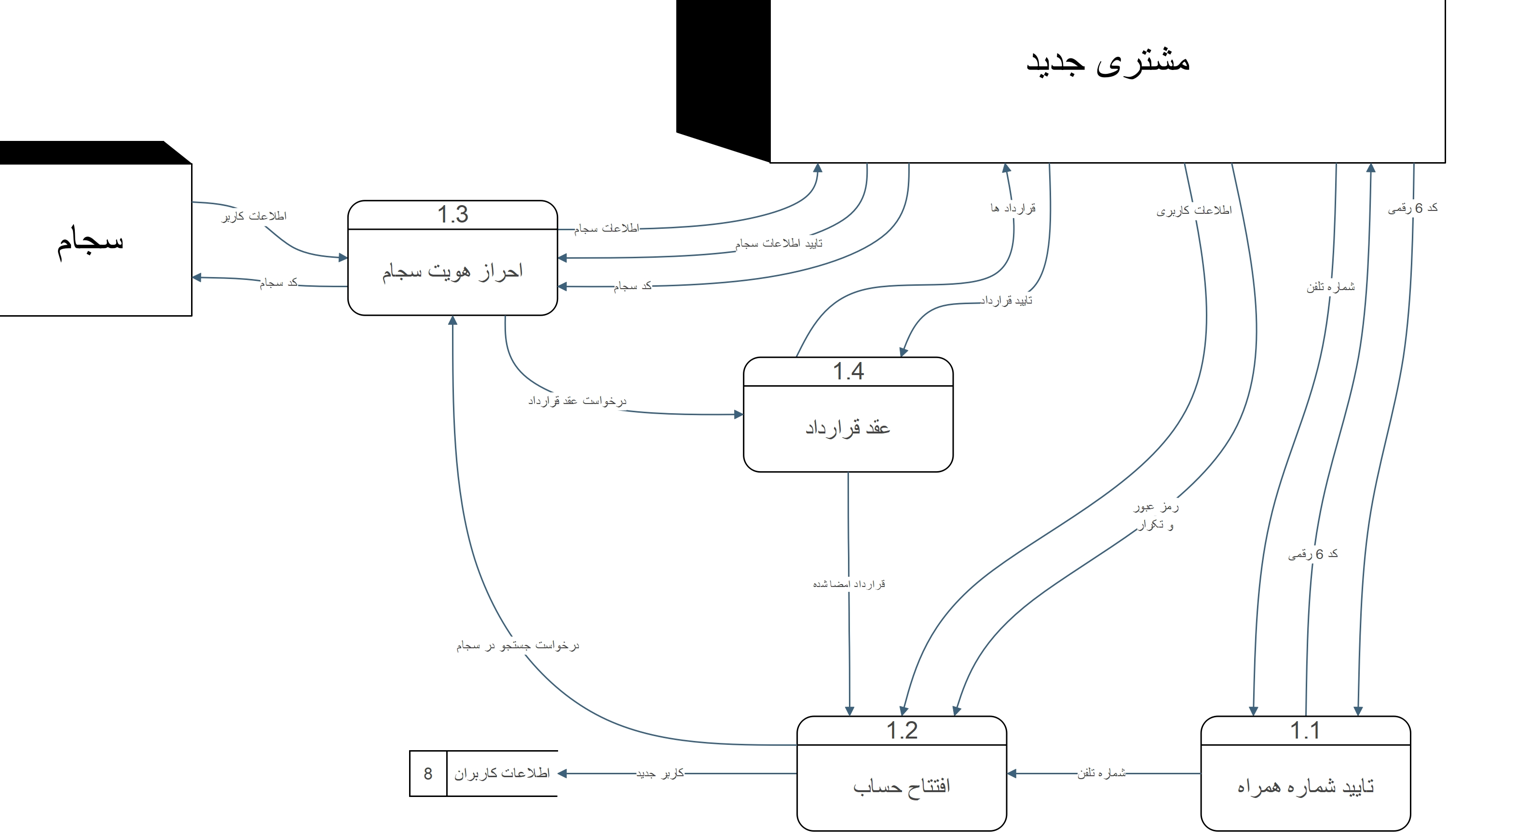 مشتری جدید
سجام
اطلاعات کاربر
کد سجام
1.3
احراز هویت سجام
اطلاعات سجام
تایید اطلاعات سجام
کد سجام
قرارداد ها
تایید قرارداد
اطلاعات کاربری
کد 6 رقمی
شماره تلفن
1.4
عقد قرارداد
درخواست عقد قرارداد
رمز عبور
و تکرار
کد 6 رقمی
قرارداد امضا شده
درخواست جستجو در سجام
1.1
تایید شماره همراه
شماره تلفن
1.2
افتتاح حساب
کاربر جدید
اطلاعات کاربران
8